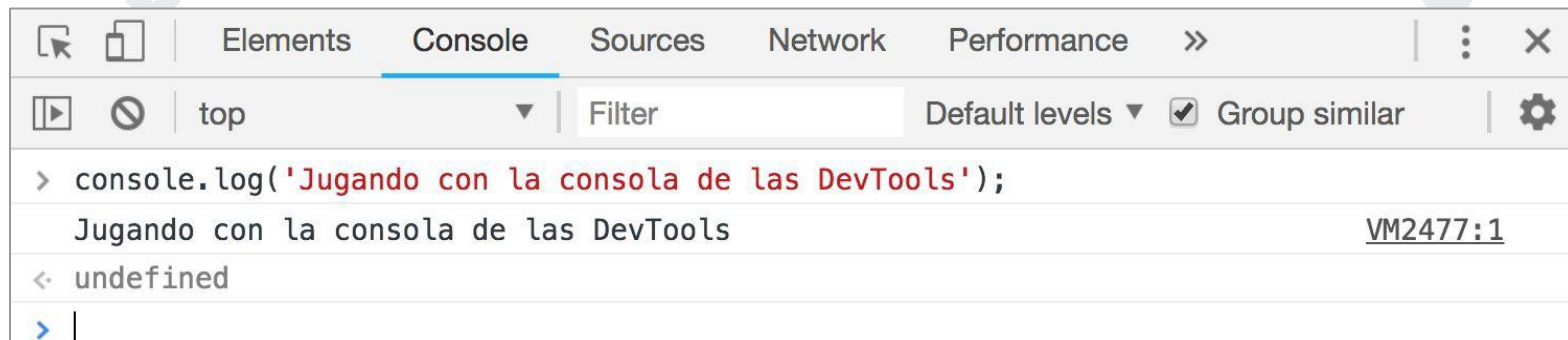 Elements Console Sources Network Performance »
top Filter Default levels Group similar
> console.log('Jugando con la consola de las DevTools');
Jugando con la consola de las DevTools VM2477:1
undefined
>